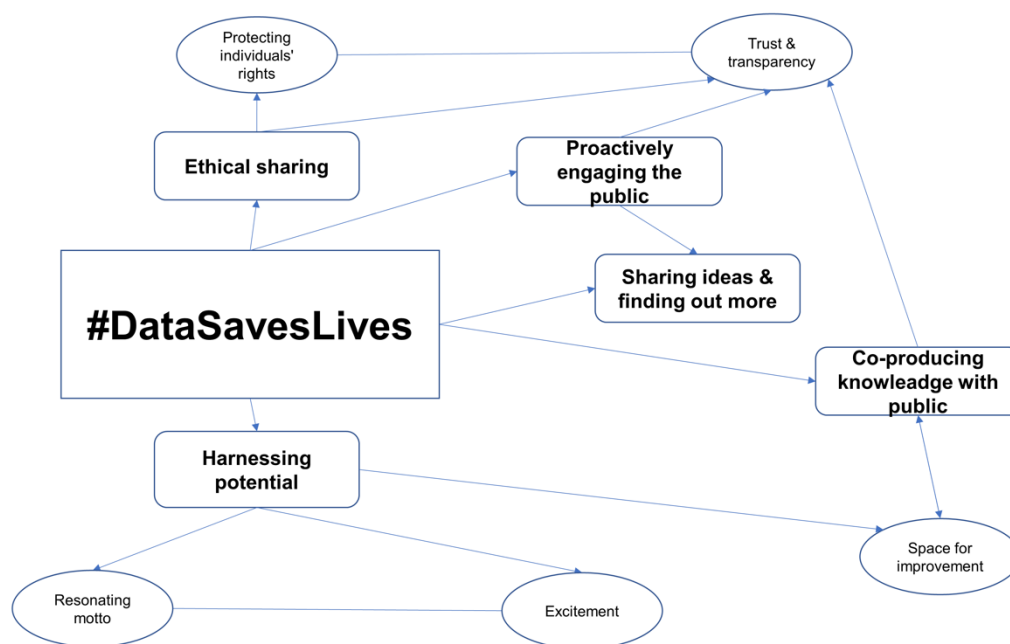 Protecting
individuals'
rights
Trust &
transparency
Ethical sharing
Proactively
engaging the
public
Sharing ideas &
finding out more
#DataSavesLives
Co-producing
knowleadge with
public
Harnessing
potential
Space for
improvement
Resonating
motto
Excitement